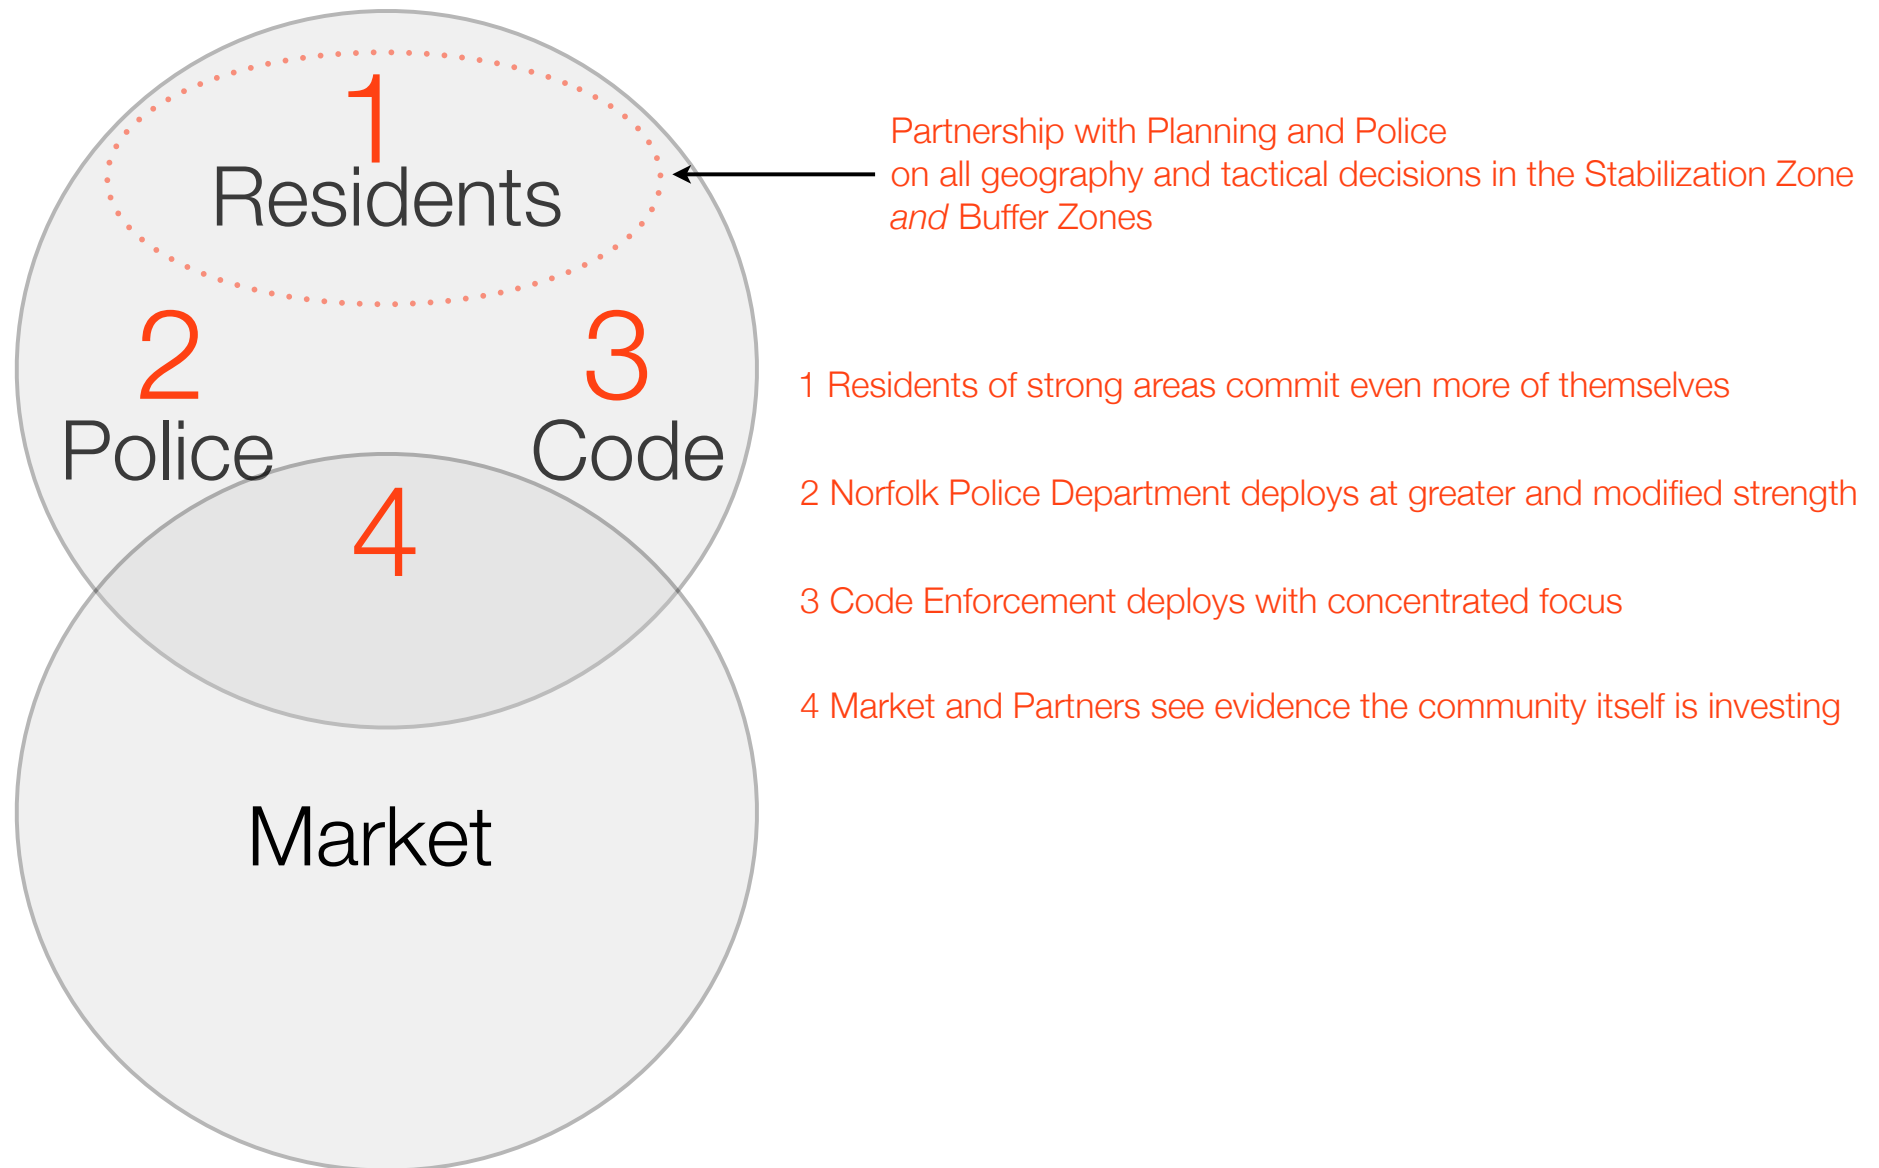 1
Residents
2
Police
3
Code
4
Market
Partnership with Planning and Police
on all geography and tactical decisions in the Stabilization Zone
and Buffer Zones
1 Residents of strong areas commit even more of themselves
2 Norfolk Police Department deploys at greater and modified strength
3 Code Enforcement deploys with concentrated focus
4 Market and Partners see evidence the community itself is investing